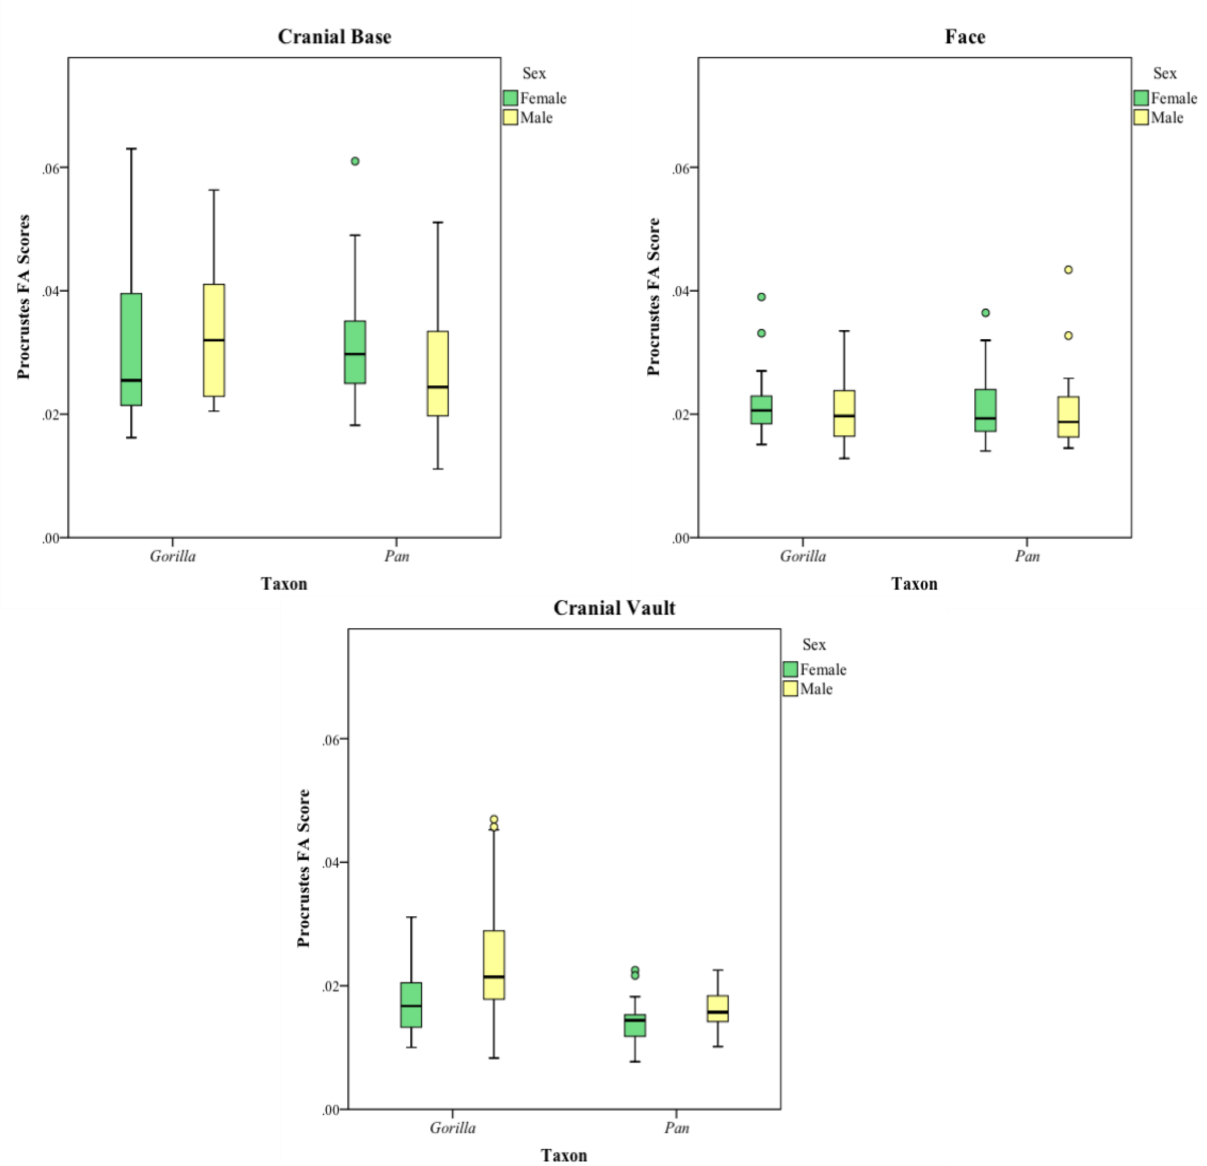 Cranial Base
Sex
Female
Male
Procrustes FA Scores
.06
.04
.02
.00
Gorilla
Pan
Taxon
Face
Sex
Female
Male
Procrustes FA Score
.06
.04
.02
.00
Gorilla
Pan
Taxon
Cranial Vault
Sex
Female
Male
Procrustes FA Score
.06
.04
.02
.00
Gorilla
Pan
Taxon